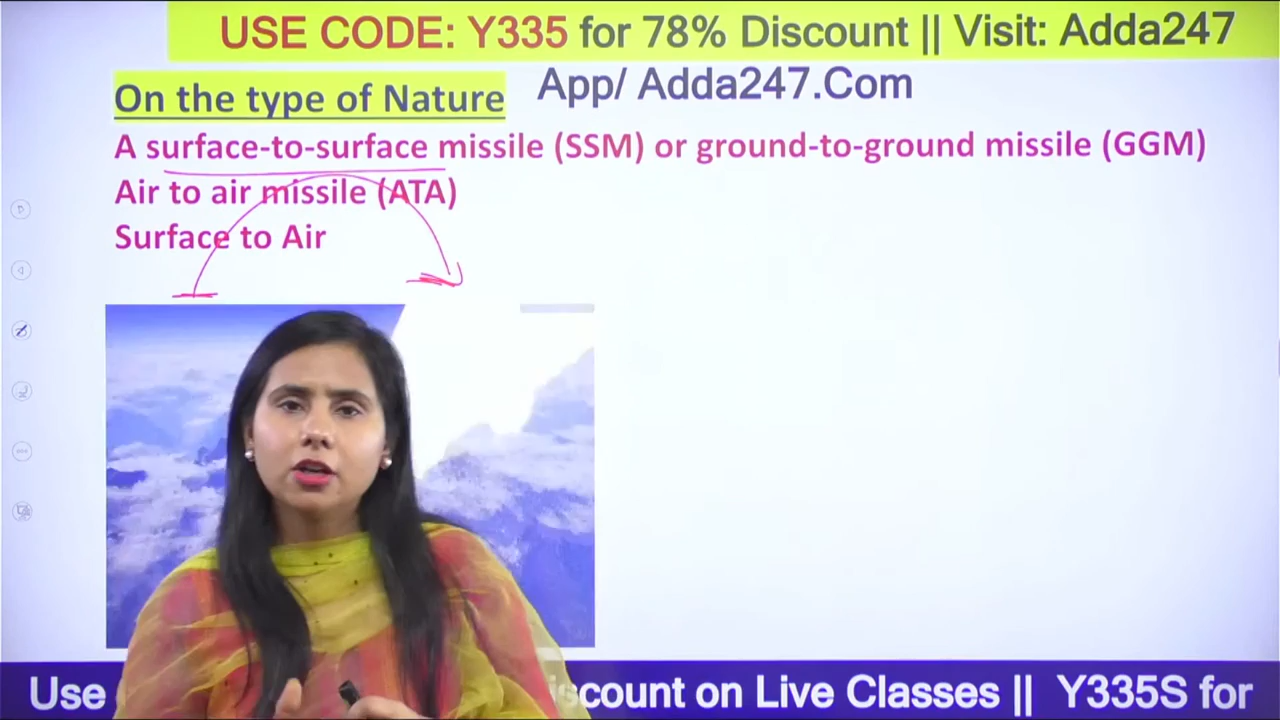 USE CODE: Y335 for 78% Discount || Visit: Adda247
App/ Adda247.Com
On the type of Nature
A surface-to-surface missile (SSM) or ground-to-ground missile (GGM)
Air to air missile (ATA)
Surface to Air
Use iscount on Live Classes || Y335S for